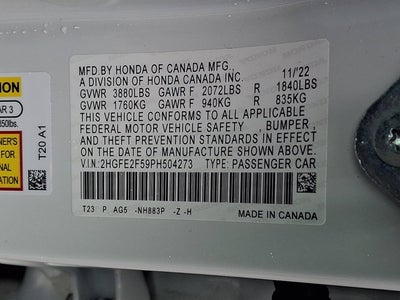 MFD.BY HONDA OF CANADA MFG., 11/'22
A DIVISION OF HONDA CANADA INC.
GVWR 3880LBS GAWR F 2072LBS R 1840LBS
GVWR 1760KG GAWR F 940KG R 835KG
THIS VEHICLE CONFORMS TO ALL APPLICABLE
FEDERAL MOTOR VEHICLE SAFETY , BUMPER ,
AND THEFT PREVENTION STANDARDS IN EFFECT
ON THE DATE OF MANUFACTURE SHOWN ABOVE.
V.I.N:2HGFE2F59PH504273 TYPE: PASSENGER CAR
T23 P AG5 -NH883P -Z -H
MADE IN CANADA
T20 A1